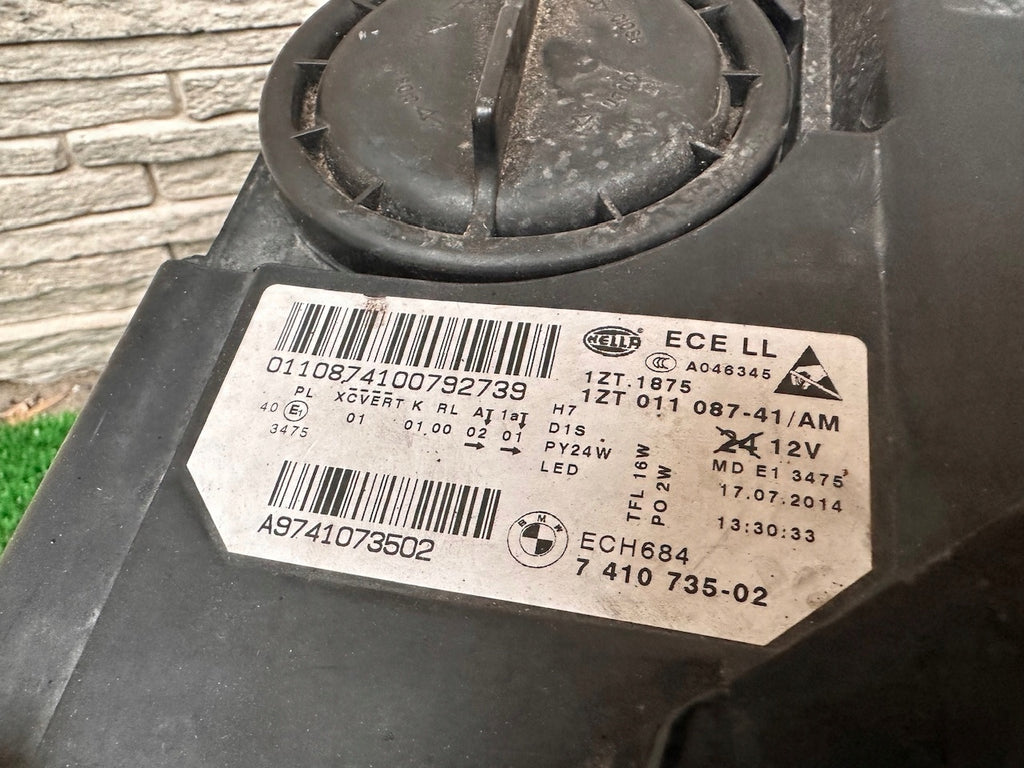 0110874100792739
PL XCVERT K RL A 1a
40 E1 01 01.00 02 01
3475
H7
D1S
PY24W
LED
HELLA ECE LL
CCC A046345
1ZT.1875
1ZT 011 087-41/AM
24 12V
MD E1 3475
17.07.2014
13:30:33
TFL 16W
PO 2W
A9741073502
BMW
ECH684
7 410 735-02